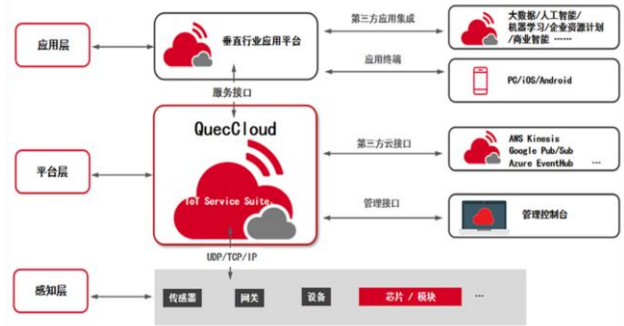 应用层
垂直行业应用平台
第三方应用集成
大数据/人工智能/
机器学习/企业资源计划
/商业智能 ……
应用终端
PC/iOS/Android
服务接口
平台层
QuecCloud
IoT Service Suite
第三方云接口
AWS Kinesis
Google Pub/Sub
Azure EventHub …
管理接口
管理控制台
UDP/TCP/IP
感知层
传感器
网关
设备
芯片 / 模块
…